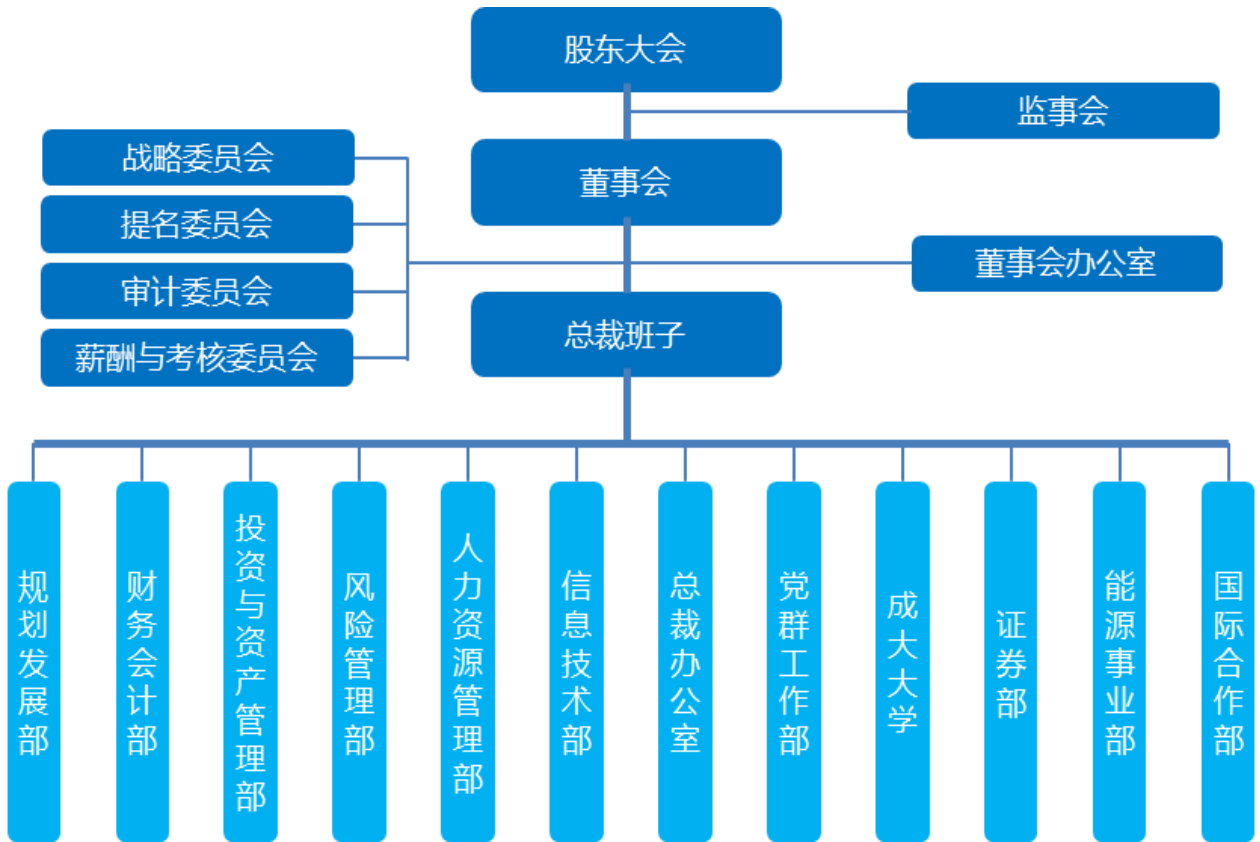 股东大会
监事会
战略委员会
董事会
提名委员会
董事会办公室
审计委员会
总裁班子
薪酬与考核委员会
规划发展部
财务会计部
投资与资产管理部
风险管理部
人力资源管理部
信息技术部
总裁办公室
党群工作部
成大大学
证券部
能源事业部
国际合作部